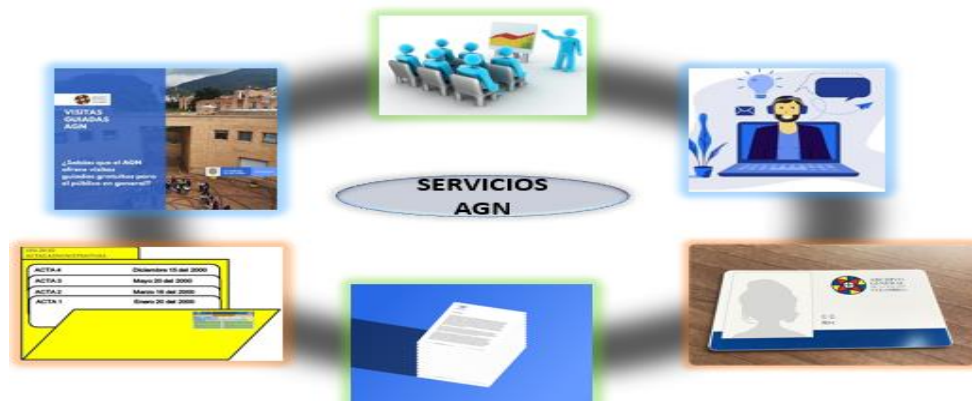 VISITAS
GUIADAS
AGN
¿Sabías que el AGN
ofrece visitas
guiadas gratuitas para
el público en general?
SERVICIOS
AGN
ACTA 4 Diciembre 15 del 2000
ACTA 3 Mayo 20 del 2000
ACTA 2 Marzo 16 del 2000
ACTA 1 Enero 20 del 2000
ARCHIVO
GENERAL